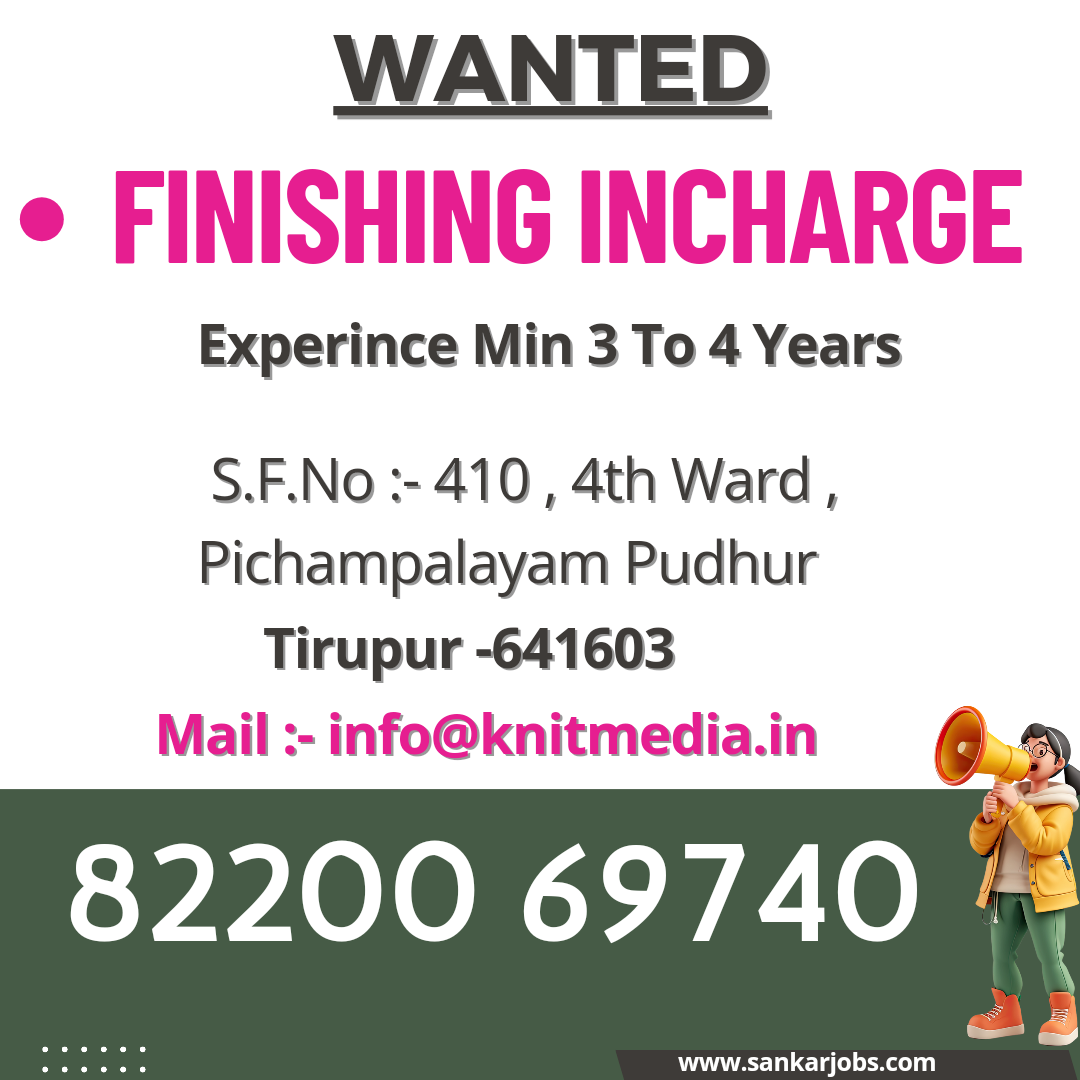 WANTED
• FINISHING INCHARGE
Experince Min 3 To 4 Years
S.F.No :- 410 , 4th Ward ,
Pichampalayam Pudhur
Tirupur -641603
Mail :- info@knitmedia.in
82200 69740
www.sankarjobs.com